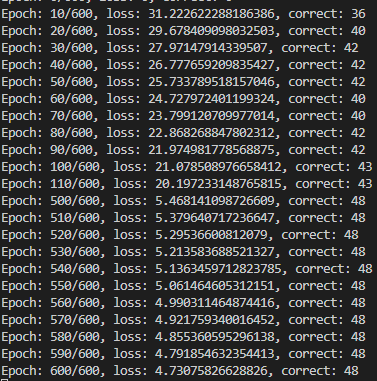 Epoch: 10/600, loss: 31.222622288186386, correct: 36
Epoch: 20/600, loss: 29.678409098032503, correct: 40
Epoch: 30/600, loss: 27.97147914339507, correct: 42
Epoch: 40/600, loss: 26.777659209835427, correct: 42
Epoch: 50/600, loss: 25.733789518157046, correct: 42
Epoch: 60/600, loss: 24.727972401199324, correct: 40
Epoch: 70/600, loss: 23.799120709977014, correct: 40
Epoch: 80/600, loss: 22.868268847802312, correct: 42
Epoch: 90/600, loss: 21.974981778568875, correct: 42
Epoch: 100/600, loss: 21.078508976658412, correct: 43
Epoch: 110/600, loss: 20.197233148765815, correct: 43
Epoch: 500/600, loss: 5.468141098726609, correct: 48
Epoch: 510/600, loss: 5.379640717236647, correct: 48
Epoch: 520/600, loss: 5.29536600812079, correct: 48
Epoch: 530/600, loss: 5.213583688521327, correct: 48
Epoch: 540/600, loss: 5.1363459712823785, correct: 48
Epoch: 550/600, loss: 5.061464605312151, correct: 48
Epoch: 560/600, loss: 4.990311464874416, correct: 48
Epoch: 570/600, loss: 4.921759340016452, correct: 48
Epoch: 580/600, loss: 4.855360595296138, correct: 48
Epoch: 590/600, loss: 4.791854632354413, correct: 48
Epoch: 600/600, loss: 4.73075826628826, correct: 48